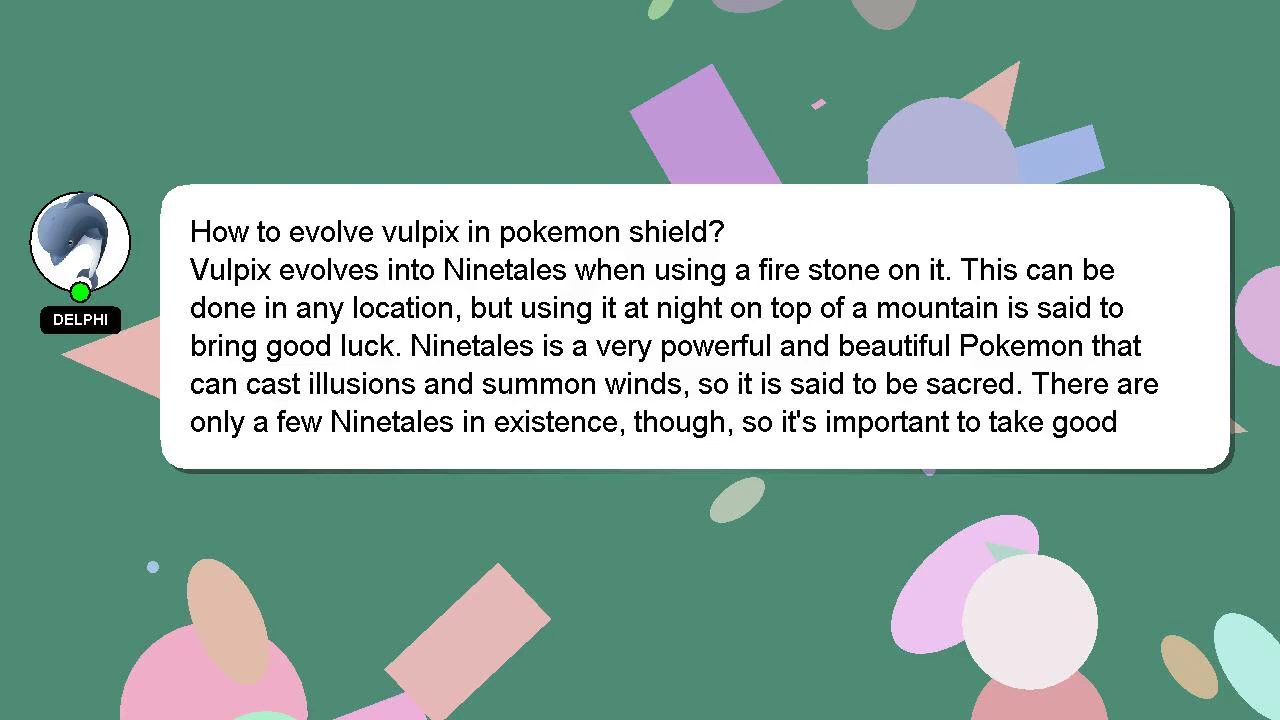 How to evolve vulpix in pokemon shield?
Vulpix evolves into Ninetales when using a fire stone on it. This can be
done in any location, but using it at night on top of a mountain is said to
bring good luck. Ninetales is a very powerful and beautiful Pokemon that
can cast illusions and summon winds, so it is said to be sacred. There are
only a few Ninetales in existence, though, so it's important to take good
DELPHI